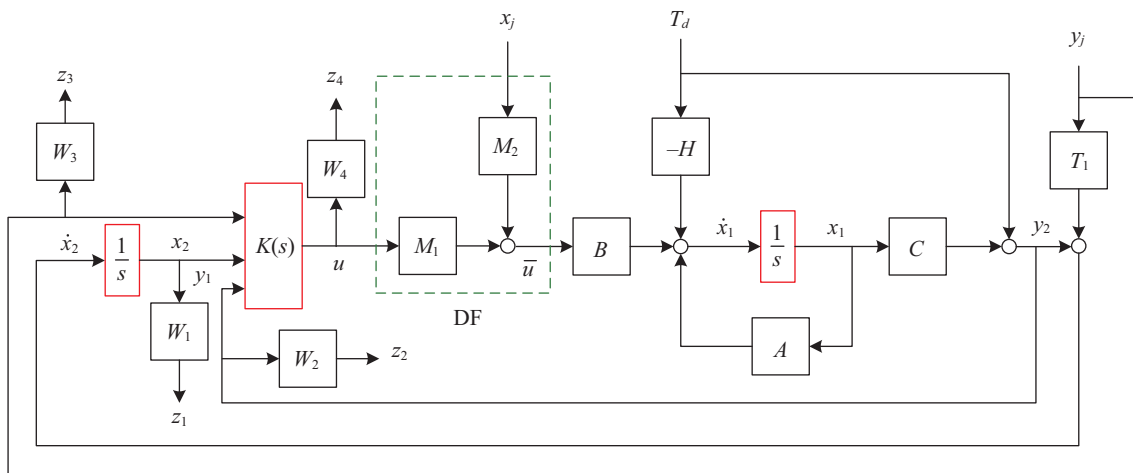 x_j
T_d
y_j
z_3
z_4
W_3
W_4
M_2
–H
T_1
ẋ_2
1/s
x_2
y_1
K(s)
u
M_1
u̅
B
ẋ_1
1/s
x_1
C
y_2
DF
W_1
W_2
z_2
A
z_1